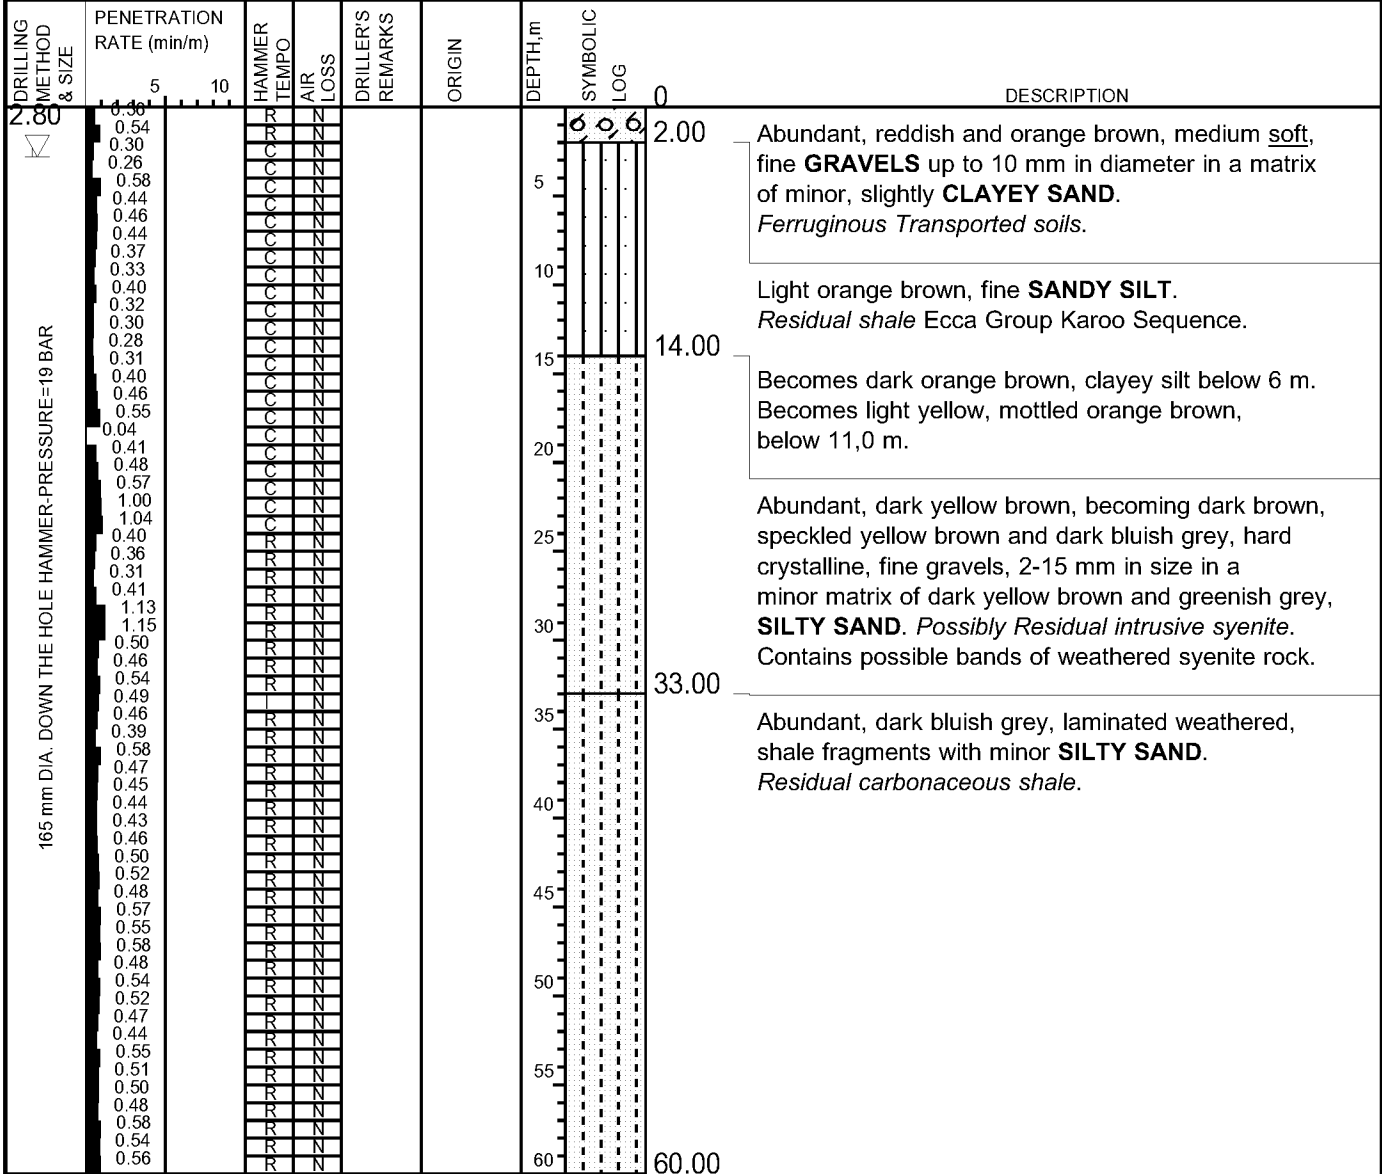 DRILLING
METHOD
& SIZE
PENETRATION
RATE (min/m)
5 10
HAMMER
TEMPO
AIR
LOSS
DRILLER'S
REMARKS
ORIGIN
DEPTH,m
SYMBOLIC
LOG
0
DESCRIPTION
2.80
165 mm DIA. DOWN THE HOLE HAMMER-PRESSURE=19 BAR
0.36 R N
0.54 R N
0.30 C N
0.26 C N
0.58 C N
0.44 C N
0.46 C N
0.44 C N
0.37 C N
0.33 C N
0.40 C N
0.32 C N
0.30 C N
0.28 C N
0.31 C N
0.40 C N
0.46 C N
0.55 C N
0.04 C N
0.41 C N
0.48 C N
0.57 C N
1.00 C N
1.04 C N
0.40 R N
0.36 R N
0.31 R N
0.41 R N
1.13 R N
1.15 R N
0.50 R N
0.46 R N
0.54 R N
0.49 I N
0.46 R N
0.39 R N
0.58 R N
0.47 R N
0.45 R N
0.44 R N
0.43 R N
0.46 R N
0.50 R N
0.52 R N
0.48 R N
0.57 R N
0.55 R N
0.58 R N
0.48 R N
0.54 R N
0.52 R N
0.47 R N
0.44 R N
0.55 R N
0.51 R N
0.50 R N
0.48 R N
0.58 R N
0.54 R N
0.56 R N
5
10
15
20
25
30
35
40
45
50
55
60
2.00
14.00
33.00
60.00
Abundant, reddish and orange brown, medium soft,
fine GRAVELS up to 10 mm in diameter in a matrix
of minor, slightly CLAYEY SAND.
Ferruginous Transported soils.
Light orange brown, fine SANDY SILT.
Residual shale Ecca Group Karoo Sequence.
Becomes dark orange brown, clayey silt below 6 m.
Becomes light yellow, mottled orange brown,
below 11,0 m.
Abundant, dark yellow brown, becoming dark brown,
speckled yellow brown and dark bluish grey, hard
crystalline, fine gravels, 2-15 mm in size in a
minor matrix of dark yellow brown and greenish grey,
SILTY SAND. Possibly Residual intrusive syenite.
Contains possible bands of weathered syenite rock.
Abundant, dark bluish grey, laminated weathered,
shale fragments with minor SILTY SAND.
Residual carbonaceous shale.